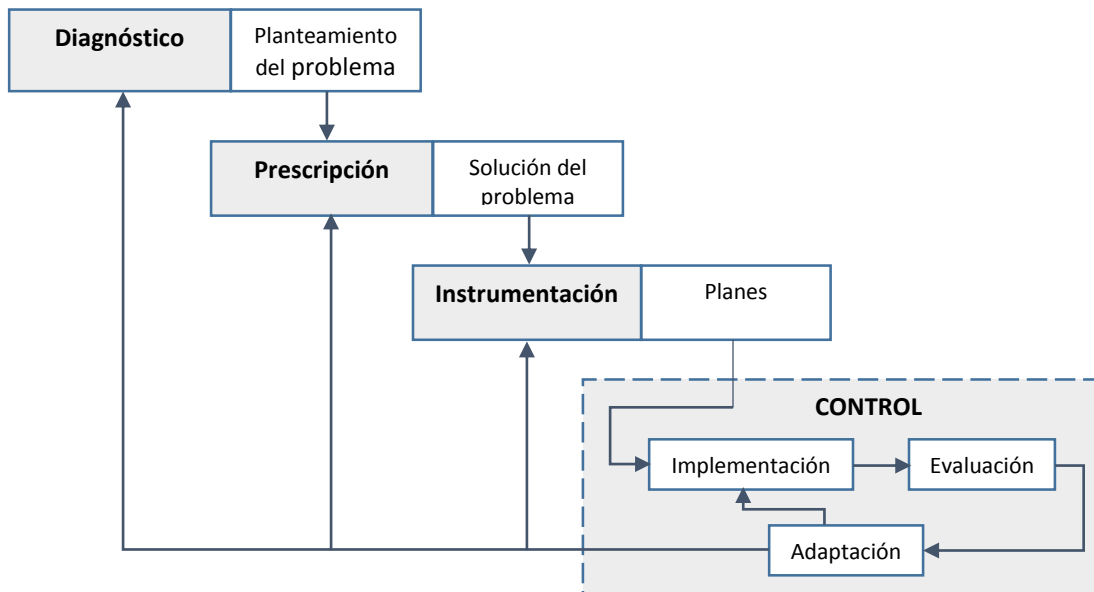 Diagnóstico
Planteamiento
del problema
Prescripción
Solución del
problema
Instrumentación
Planes
CONTROL
Implementación
Evaluación
Adaptación